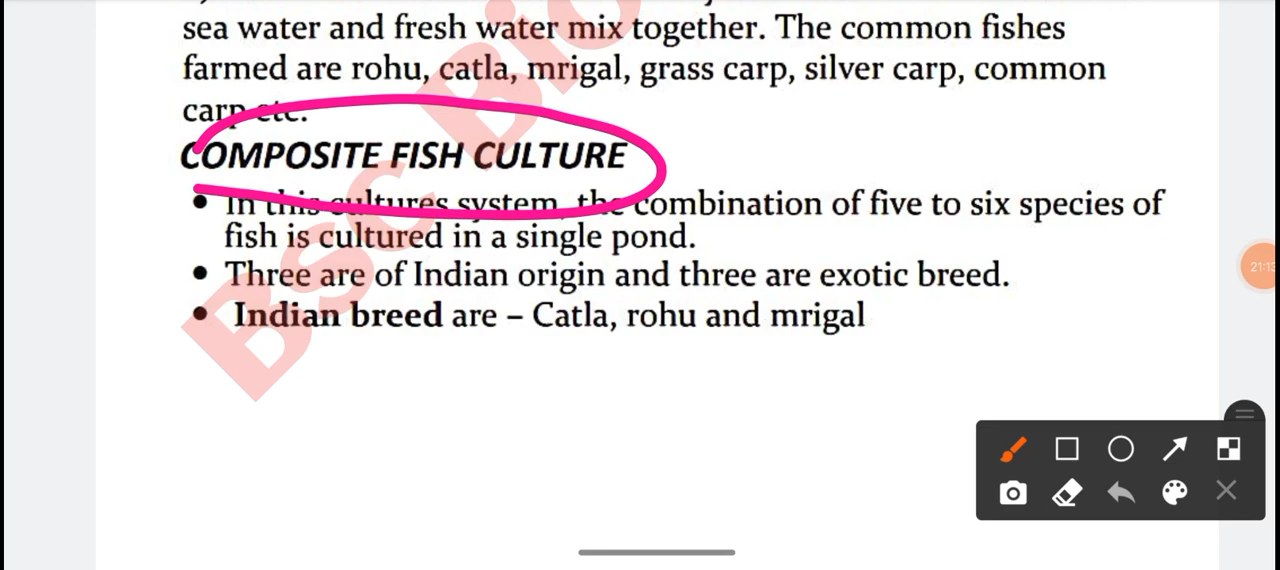 sea water and fresh water mix together. The common fishes
farmed are rohu, catla, mrigal, grass carp, silver carp, common
carp etc.
COMPOSITE FISH CULTURE
• In this cultures system, the combination of five to six species of
fish is cultured in a single pond.
• Three are of Indian origin and three are exotic breed.
• Indian breed are – Catla, rohu and mrigal
Bsc Bio